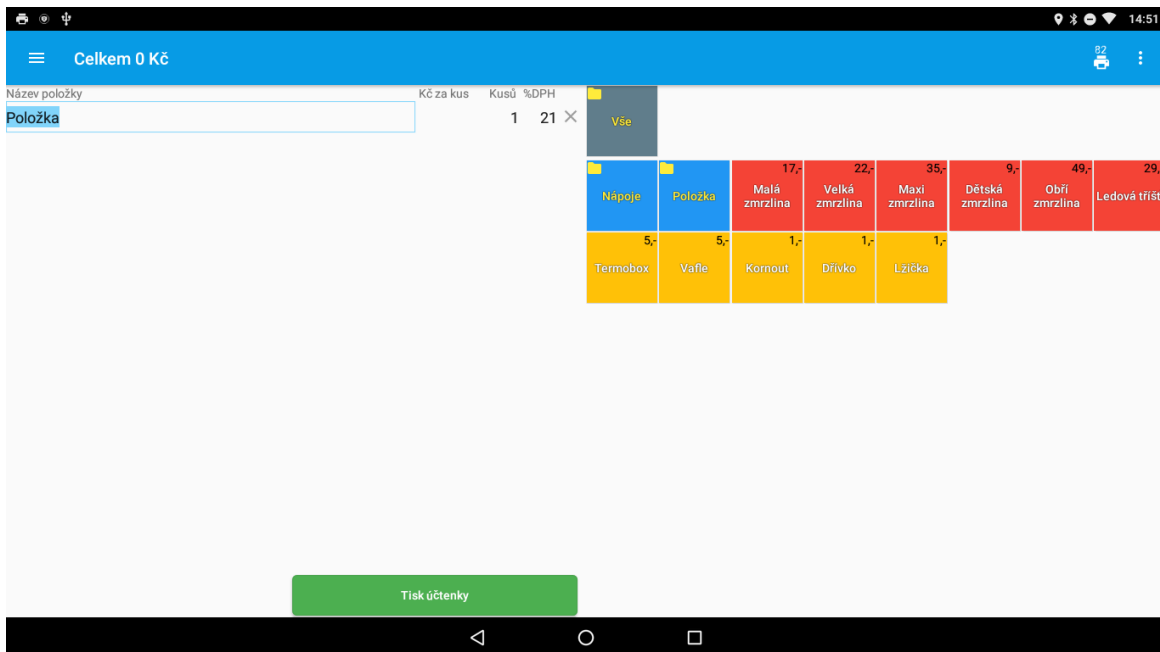 14:51
Celkem 0 Kč
82
Název položky Kč za kus Kusů %DPH
Položka 1 21
Vše
17,- 22,- 35,- 9,- 49,- 29,
Nápoje Položka Malá zmrzlina Velká zmrzlina Maxi zmrzlina Dětská zmrzlina Obří zmrzlina Ledová tříšt
5,- 5,- 1,- 1,- 1,-
Termobox Vafle Kornout Dřívko Lžička
Tisk účtenky